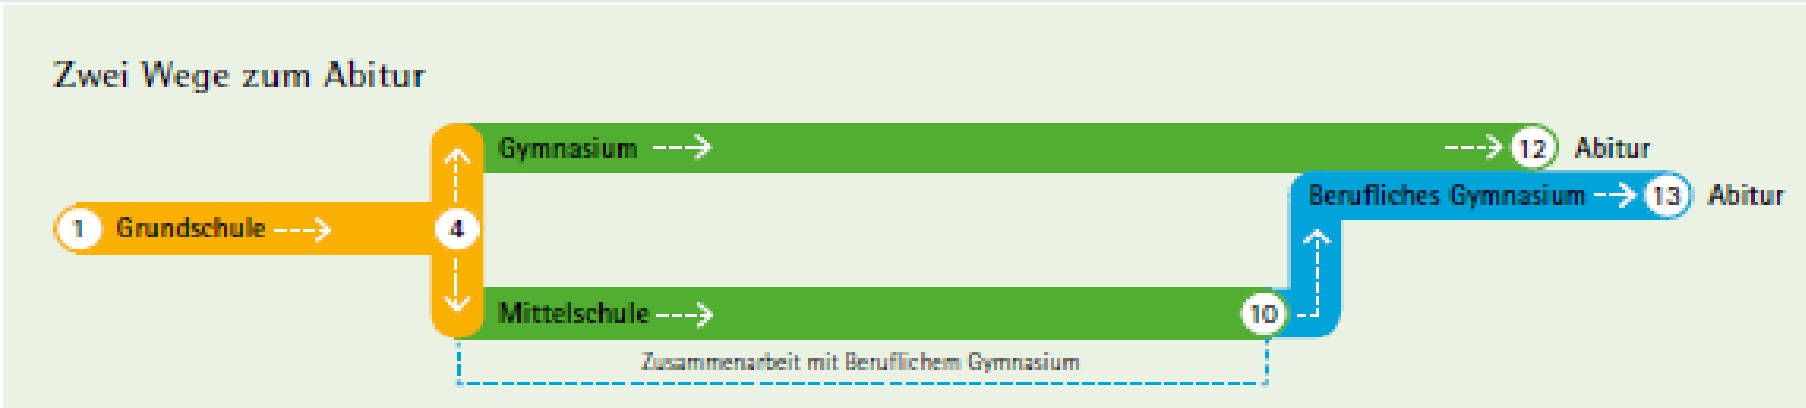 Zwei Wege zum Abitur
Gymnasium
12 Abitur
Berufliches Gymnasium 13 Abitur
1 Grundschule 4
Mittelschule 10
Zusammenarbeit mit Beruflichem Gymnasium